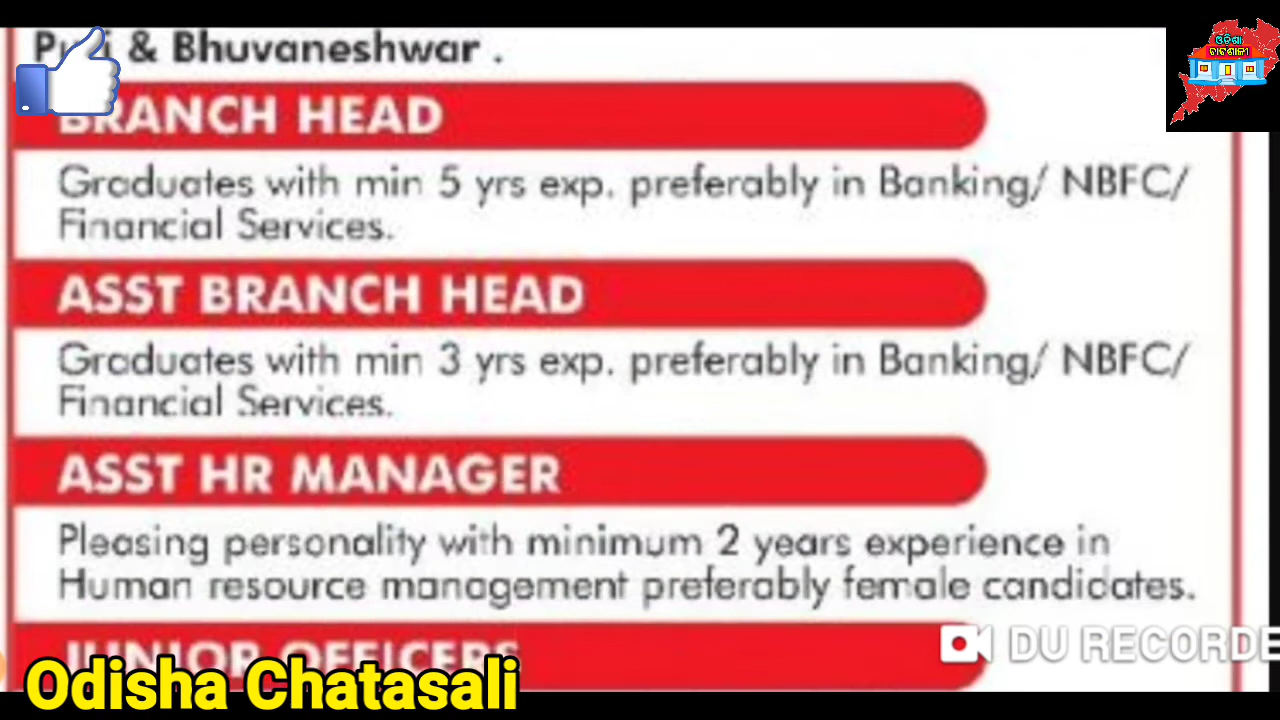 & Bhuvaneshwar .
ଓଡ଼ିଶା
ଚାଟଶାଳୀ
BRANCH HEAD
Graduates with min 5 yrs exp. preferably in Banking/ NBFC/
Financial Services.
ASST BRANCH HEAD
Graduates with min 3 yrs exp. preferably in Banking/ NBFC/
Financial Services.
ASST HR MANAGER
Pleasing personality with minimum 2 years experience in
Human resource management preferably female candidates.
JUNIOR OFFICERS
DU RECORDE
Odisha Chatasali